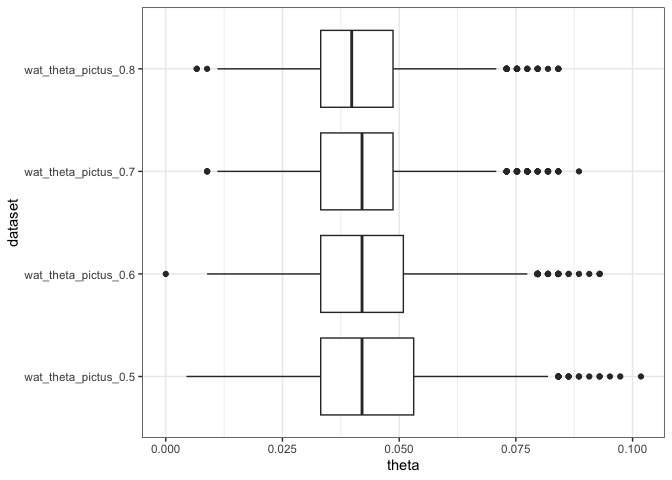 wat_theta_pictus_0.8
wat_theta_pictus_0.7
wat_theta_pictus_0.6
wat_theta_pictus_0.5
dataset
0.000 0.025 0.050 0.075 0.100
theta